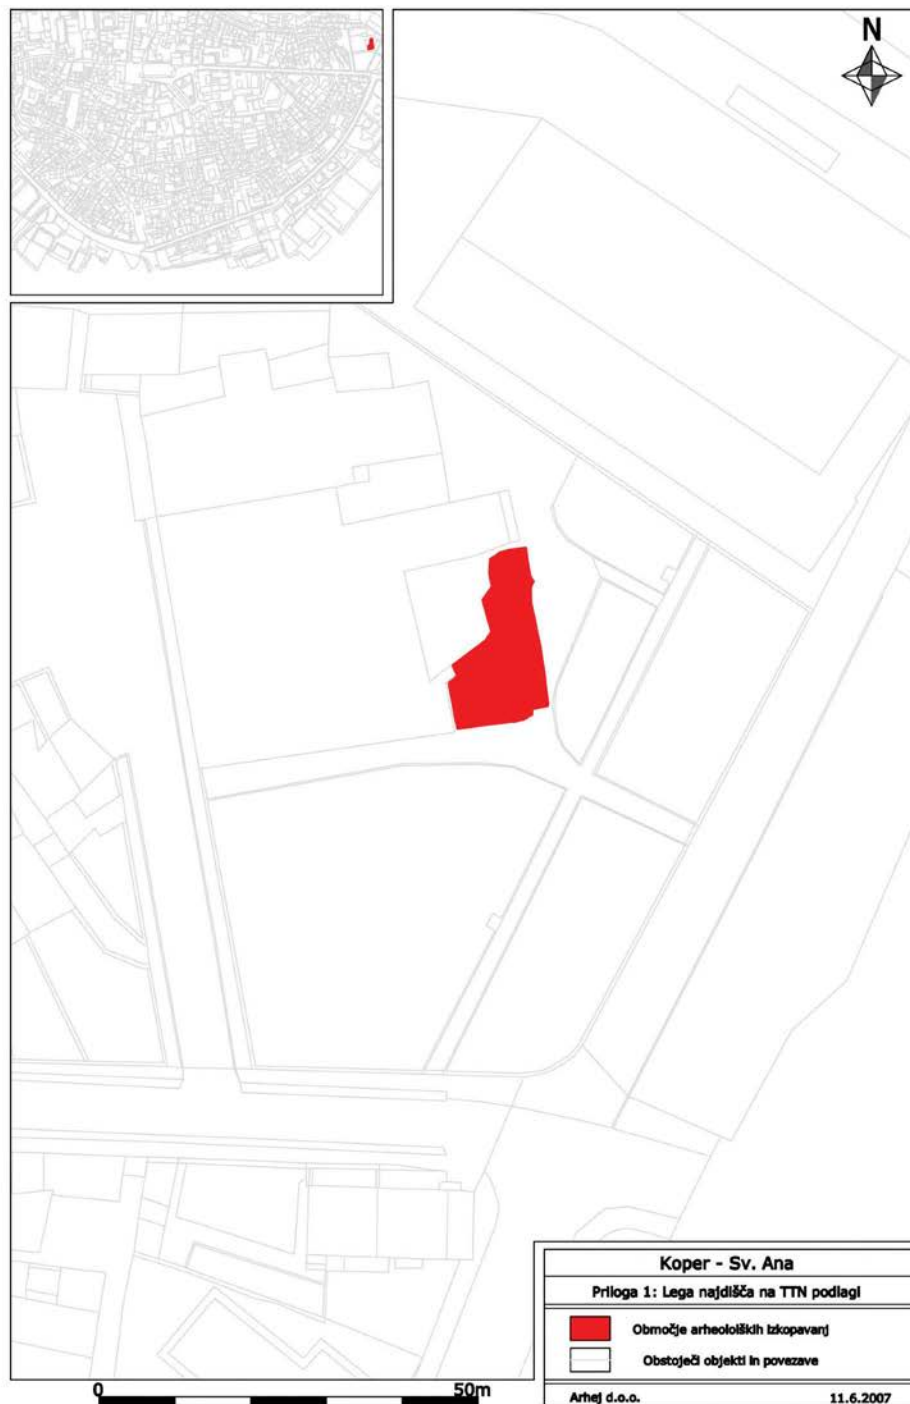 N
Koper - Sv. Ana
Priloga 1: Lega najdišča na TTN podlagi
Območje arheoloiških izkopavanj
Obstoječi objekti in povezave
0 50m
Arhej d.o.o. 11.6.2007